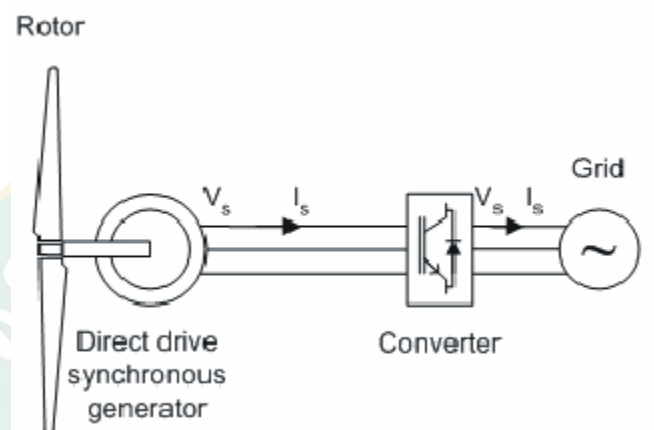 Rotor
Grid
Vs Is Vs Is
~
Direct drive
synchronous
generator
Converter